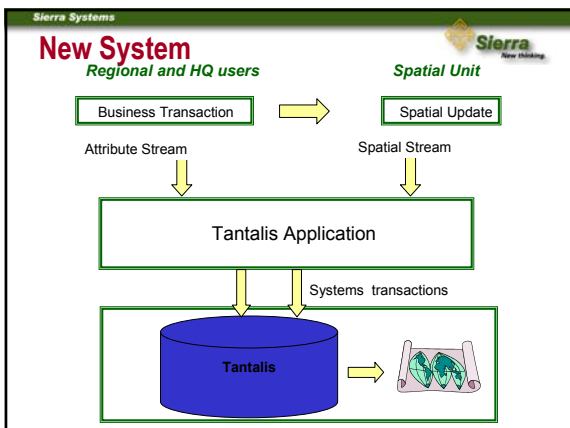 Sierra Systems
New System
Sierra
New thinking.
Regional and HQ users
Spatial Unit
Business Transaction
Spatial Update
Attribute Stream
Spatial Stream
Tantalis Application
Systems transactions
Tantalis